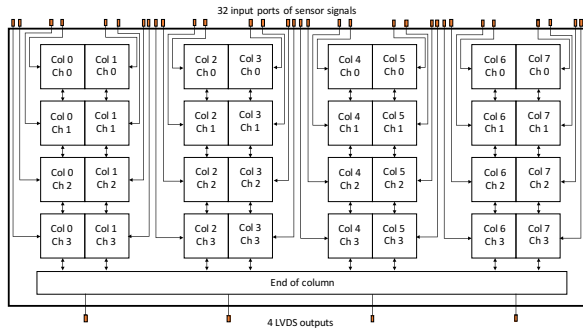 32 input ports of sensor signals
Col 0 Col 1 Col 2 Col 3 Col 4 Col 5 Col 6 Col 7
Ch 0 Ch 0 Ch 0 Ch 0 Ch 0 Ch 0 Ch 0 Ch 0
Col 0 Col 1 Col 2 Col 3 Col 4 Col 5 Col 6 Col 7
Ch 1 Ch 1 Ch 1 Ch 1 Ch 1 Ch 1 Ch 1 Ch 1
Col 0 Col 1 Col 2 Col 3 Col 4 Col 5 Col 6 Col 7
Ch 2 Ch 2 Ch 2 Ch 2 Ch 2 Ch 2 Ch 2 Ch 2
Col 0 Col 1 Col 2 Col 3 Col 4 Col 5 Col 6 Col 7
Ch 3 Ch 3 Ch 3 Ch 3 Ch 3 Ch 3 Ch 3 Ch 3
End of column
4 LVDS outputs